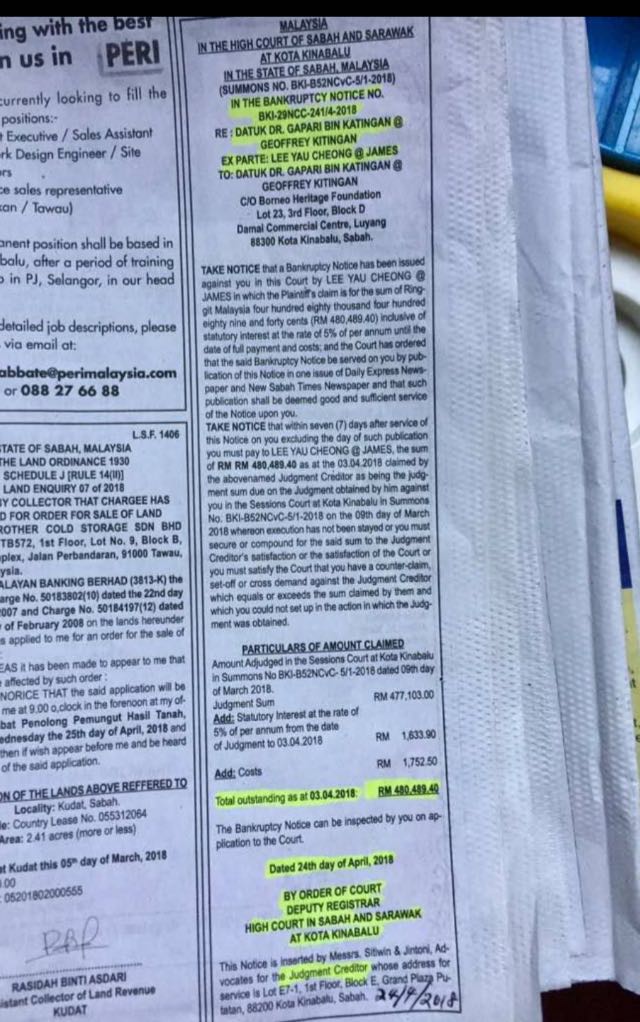 ing with the best
n us in PERI
currently looking to fill the
positions:-
t Executive / Sales Assistant
rk Design Engineer / Site
ors
ce sales representative
kan / Tawau)
anent position shall be based in
balu, after a period of training
o in PJ, Selangor, in our head
detailed job descriptions, please
via email at:
abbate@perimalaysia.com
or 088 27 66 88
L.S.F. 1406
STATE OF SABAH, MALAYSIA
THE LAND ORDINANCE 1930
SCHEDULE J [RULE 14(II)]
LAND ENQUIRY 07 of 2018
BY COLLECTOR THAT CHARGEE HAS
D FOR ORDER FOR SALE OF LAND
ROTHER COLD STORAGE SDN BHD
TB572, 1st Floor, Lot No. 9, Block B,
plex, Jalan Perbandaran, 91000 Tawau,
ysia.
ALAYAN BANKING BERHAD (3813-K) the
arge No. 50183802(10) dated the 22nd day
2007 and Charge No. 50184197(12) dated
of February 2008 on the lands hereunder
s applied to me for an order for the sale of
EAS it has been made to appear to me that
affected by such order :
NORICE THAT the said application will be
me at 9.00 o,clock in the forenoon at my of-
bat Penolong Pemungut Hasil Tanah,
ednesday the 25th day of April, 2018 and
then if wish appear before me and be heard
of the said application.
ON OF THE LANDS ABOVE REFFERED TO
Locality: Kudat, Sabah.
le: Country Lease No. 055312064
Area: 2.41 acres (more or less)
at Kudat this 05th day of March, 2018
0.00
: 05201802000555
RASIDAH BINTI ASDARI
sistant Collector of Land Revenue
KUDAT
MALAYSIA
IN THE HIGH COURT OF SABAH AND SARAWAK
AT KOTA KINABALU
IN THE STATE OF SABAH, MALAYSIA
(SUMMONS NO. BKI-B52NCvC-5/1-2018)
IN THE BANKRUPTCY NOTICE NO.
BKI-29NCC-241/4-2018
RE : DATUK DR. GAPARI BIN KATINGAN @
GEOFFREY KITINGAN
EX PARTE: LEE YAU CHEONG @ JAMES
TO: DATUK DR. GAPARI BIN KATINGAN @
GEOFFREY KITINGAN
C/O Borneo Heritage Foundation
Lot 23, 3rd Floor, Block D
Damai Commercial Centre, Luyang
88300 Kota Kinabalu, Sabah.
TAKE NOTICE that a Bankruptcy Notice has been issued
against you in this Court by LEE YAU CHEONG @
JAMES in which the Plaintiff's claim is for the sum of Ring-
git Malaysia four hundred eighty thousand four hundred
eighty nine and forty cents (RM 480,489.40) inclusive of
statutory interest at the rate of 5% of per annum until the
date of full payment and costs; and the Court has ordered
that the said Bankruptcy Notice be served on you by pub-
lication of this Notice in one issue of Daily Express News-
paper and New Sabah Times Newspaper and that such
publication shall be deemed good and sufficient service
of the Notice upon you.
TAKE NOTICE that within seven (7) days after service of
this Notice on you excluding the day of such publication
you must pay to LEE YAU CHEONG @ JAMES, the sum
of RM RM 480,489.40 as at the 03.04.2018 claimed by
the abovenamed Judgment Creditor as being the judg-
ment sum due on the Judgment obtained by him against
you in the Sessions Court at Kota Kinabalu in Summons
No. BKI-B52NCvC-5/1-2018 on the 09th day of March
2018 whereon execution has not been stayed or you must
secure or compound for the said sum to the Judgment
Creditor's satisfaction or the satisfaction of the Court or
you must satisfy the Court that you have a counter-claim,
set-off or cross demand against the Judgment Creditor
which equals or exceeds the sum claimed by them and
which you could not set up in the action in which the Judg-
ment was obtained.
PARTICULARS OF AMOUNT CLAIMED
Amount Adjudged in the Sessions Court at Kota Kinabalu
in Summons No BKI-B52NCvC- 5/1-2018 dated 09th day
of March 2018.
Judgment Sum RM 477,103.00
Add: Statutory Interest at the rate of
5% of per annum from the date
of Judgment to 03.04.2018 RM 1,633.90
Add: Costs RM 1,752.50
Total outstanding as at 03.04.2018: RM 480,489.40
The Bankruptcy Notice can be inspected by you on ap-
plication to the Court.
Dated 24th day of April, 2018
BY ORDER OF COURT
DEPUTY REGISTRAR
HIGH COURT IN SABAH AND SARAWAK
AT KOTA KINABALU
This Notice is inserted by Messrs. Sitiwin & Jintoni, Ad-
vocates for the Judgment Creditor whose address for
service is Lot E7-1, 1st Floor, Block E, Grand Plaza Pu-
tatan, 88200 Kota Kinabalu, Sabah. 24/4/2018